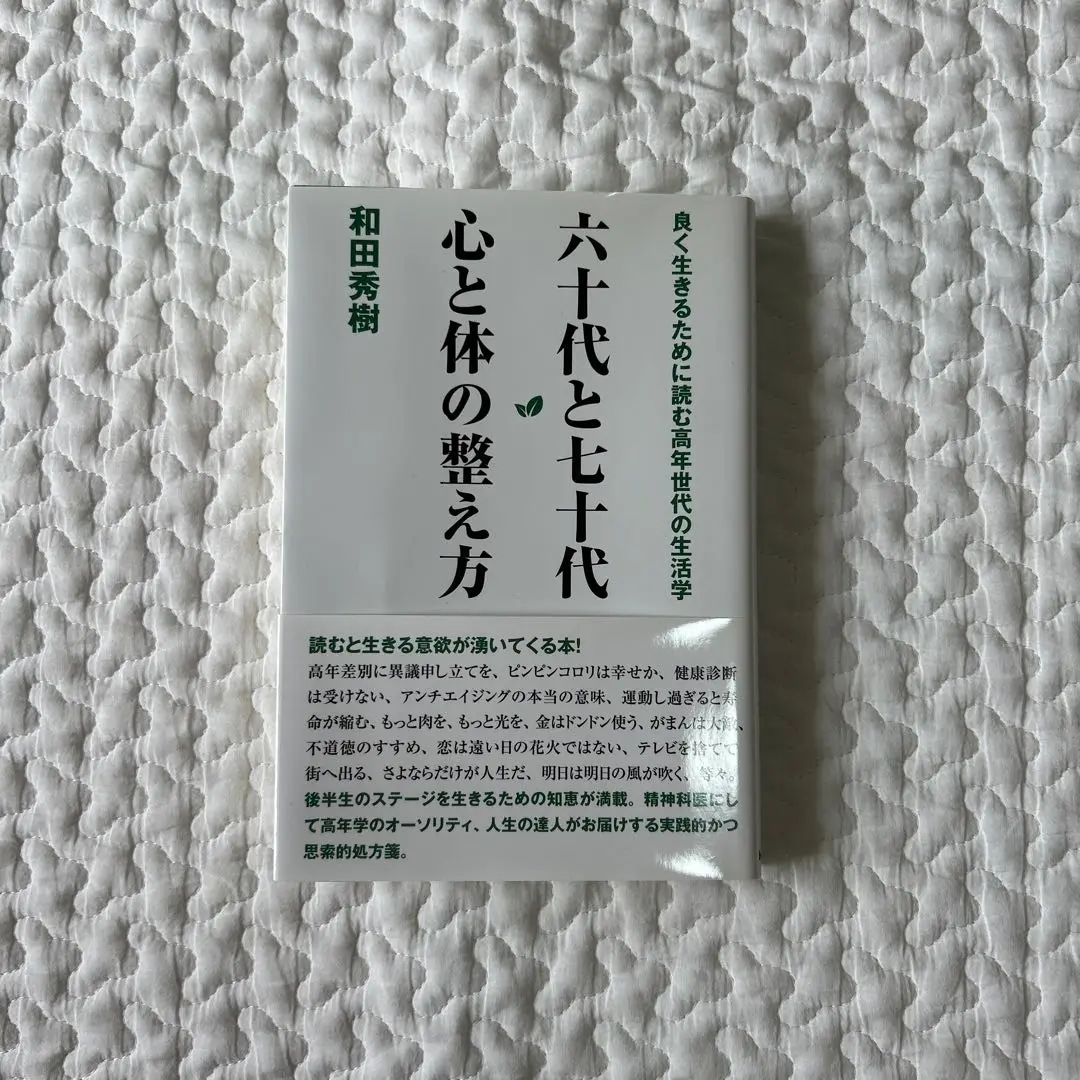 良く生きるために読む高年世代の生活学
六十代と七十代
心と体の整え方
和田秀樹
読むと生きる意欲が湧いてくる本!
高年差別に異議申し立てを、ピンピンコロリは幸せか、健康診断
は受けない、アンチエイジングの本当の意味、運動し過ぎると寿
命が縮む、もっと肉を、もっと光を、金はドンドン使う、がまんは大敵、
不道徳のすすめ、恋は遠い日の花火ではない、テレビを捨てて
街へ出る、さよならだけが人生だ、明日は明日の風が吹く、等々。
後半生のステージを生きるための知恵が満載。精神科医にし
て高年学のオーソリティ、人生の達人がお届けする実践的かつ
思索的処方箋。